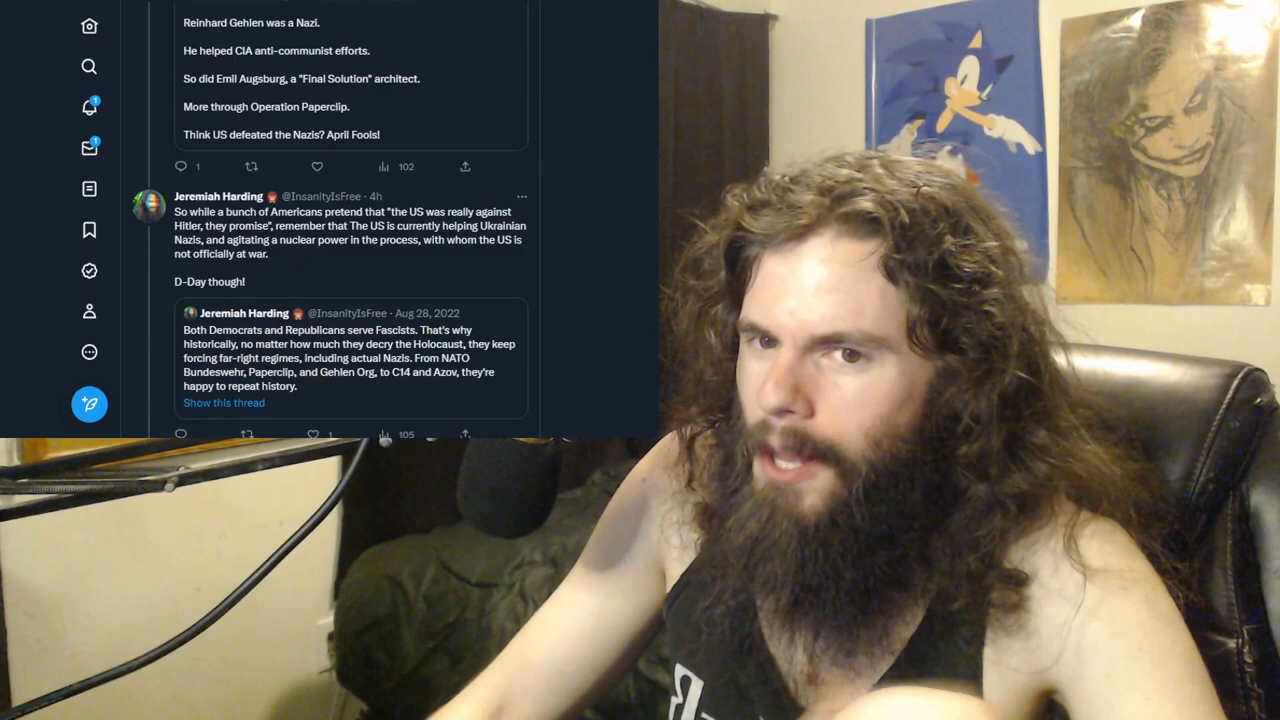 Reinhard Gehlen was a Nazi.
He helped CIA anti-communist efforts.
So did Emil Augsburg, a "Final Solution" architect.
More through Operation Paperclip.
Think US defeated the Nazis? April Fools!
1
102
1
1
Jeremiah Harding @InsanityIsFree · 4h
So while a bunch of Americans pretend that "the US was really against
Hitler, they promise", remember that The US is currently helping Ukrainian
Nazis, and agitating a nuclear power in the process, with whom the US is
not officially at war.
D-Day though!
Jeremiah Harding @InsanityIsFree · Aug 28, 2022
Both Democrats and Republicans serve Fascists. That's why
historically, no matter how much they decry the Holocaust, they keep
forcing far-right regimes, including actual Nazis. From NATO
Bundeswehr, Paperclip, and Gehlen Org, to C14 and Azov, they're
happy to repeat history.
Show this thread
1
105